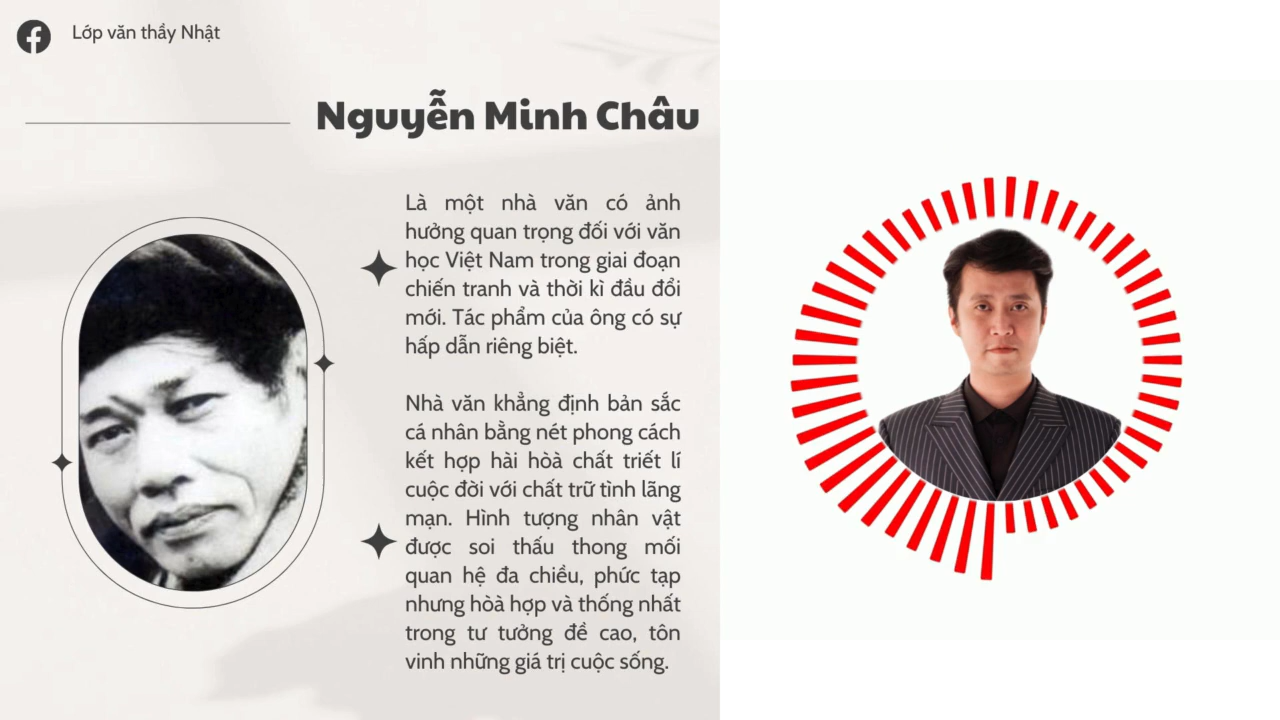 Lớp văn thầy Nhật
Nguyễn Minh Châu
Là một nhà văn có ảnh
hưởng quan trọng đối với văn
học Việt Nam trong giai đoạn
chiến tranh và thời kì đầu đổi
mới. Tác phẩm của ông có sự
hấp dẫn riêng biệt.
Nhà văn khẳng định bản sắc
cá nhân bằng nét phong cách
kết hợp hài hoà chất triết lí
cuộc đời với chất trữ tình lãng
mạn. Hình tượng nhân vật
được soi thấu thong mối
quan hệ đa chiều, phức tạp
nhưng hòà hợp và thống nhất
trong tư tưởng đề cao, tôn
vinh những giá trị cuộc sống.